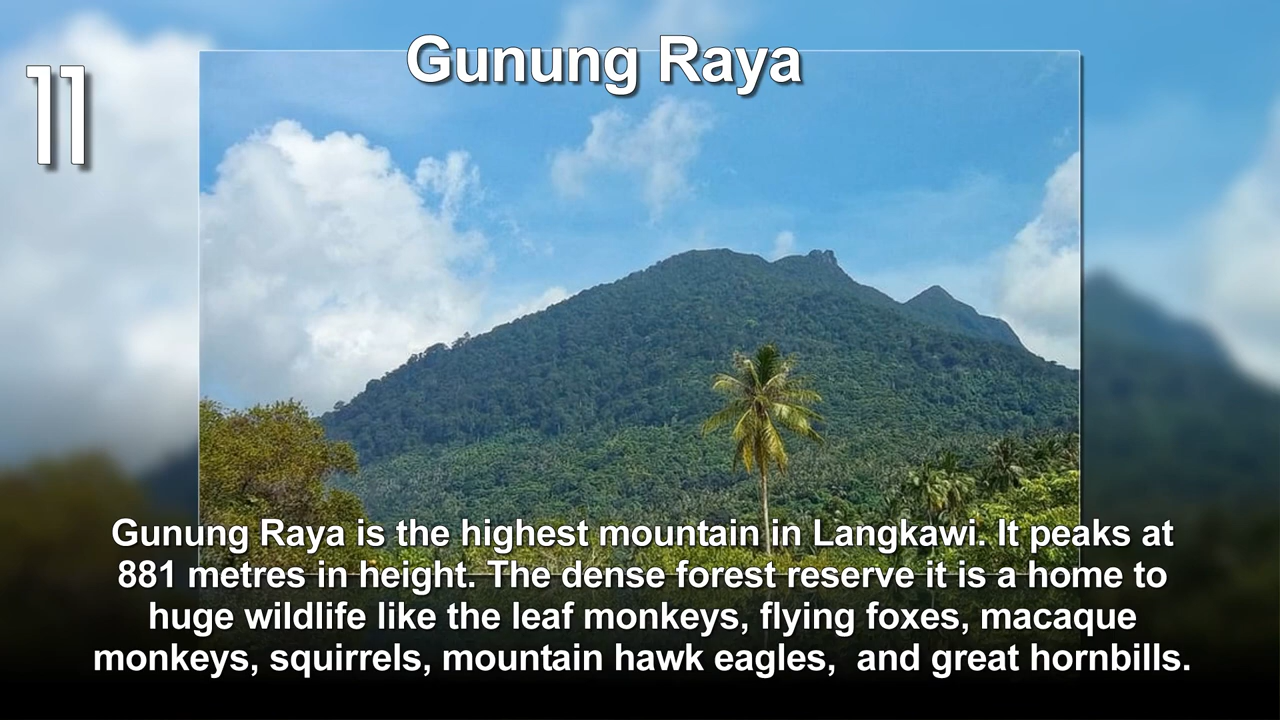 11
Gunung Raya
Gunung Raya is the highest mountain in Langkawi. It peaks at
881 metres in height. The dense forest reserve it is a home to
huge wildlife like the leaf monkeys, flying foxes, macaque
monkeys, squirrels, mountain hawk eagles,  and great hornbills.